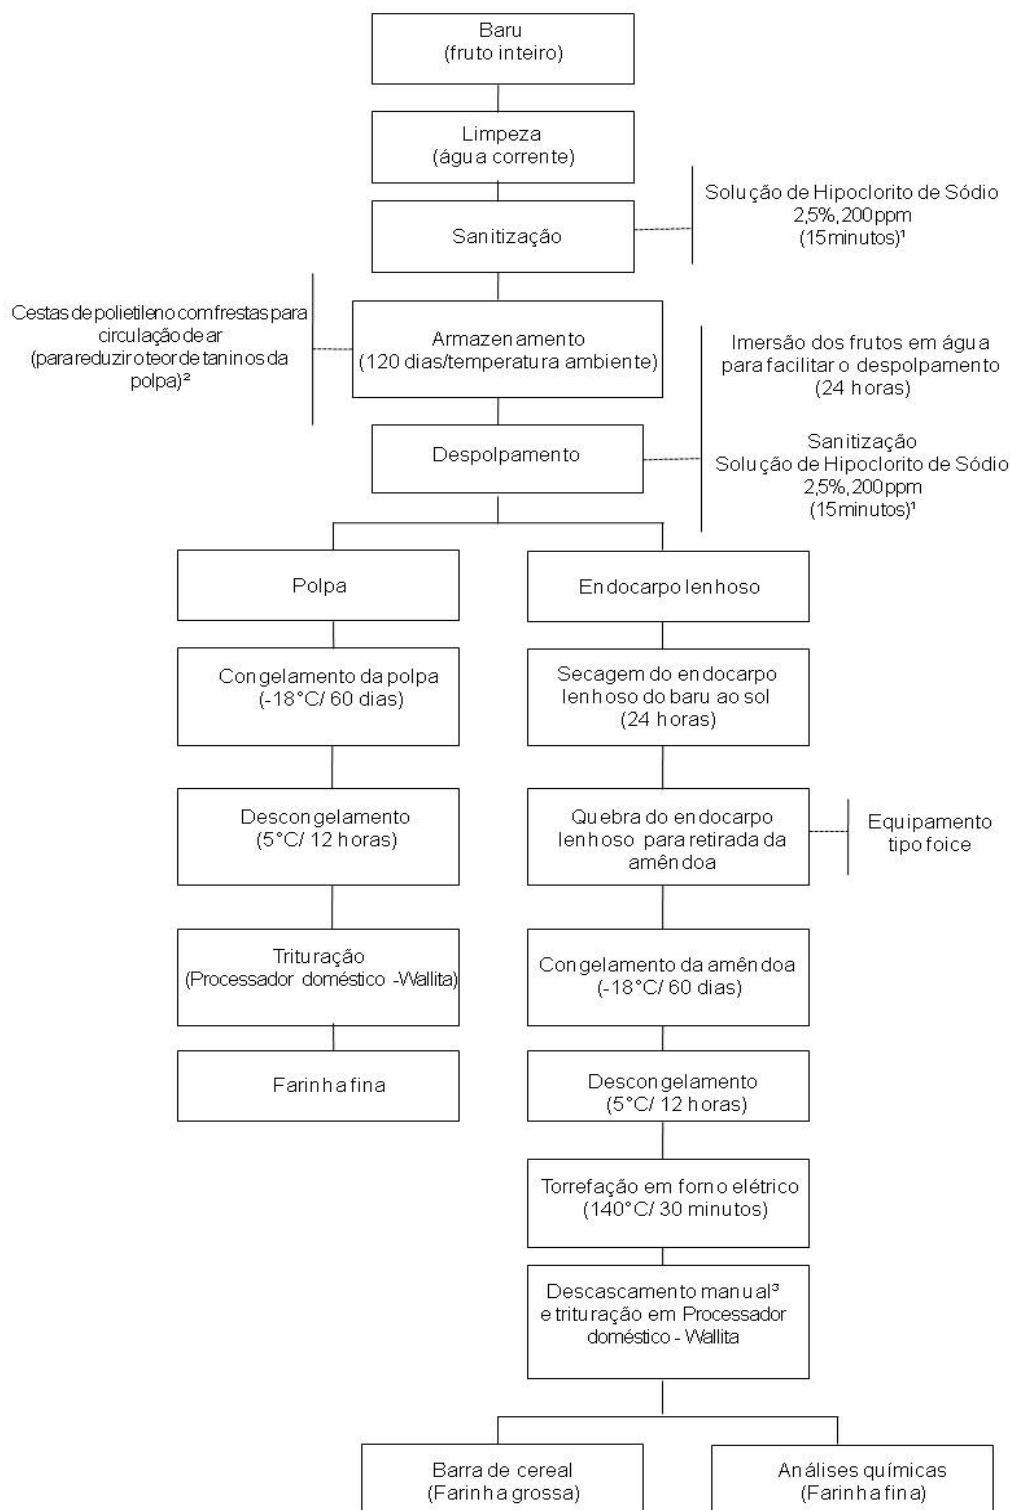 Baru
(fruto inteiro)
Limpeza
(água corrente)
Sanitização
Solução de Hipoclorito de Sódio
2,5%, 200ppm
(15 minutos)¹
Cestas de polietileno com frestas para
circulação de ar
(para reduzir o teor de taninos da
polpa)²
Armazenamento
(120 dias/temperatura ambiente)
Despolpamento
Imersão dos frutos em água
para facilitar o despolpamento
(24 horas)
Sanitização
Solução de Hipoclorito de Sódio
2,5%, 200ppm
(15 minutos)¹
Polpa
Congelamento da polpa
(-18°C/ 60 dias)
Descongelamento
(5°C/ 12 horas)
Trituração
(Processador doméstico -Wallita)
Farinha fina
Endocarpo lenhoso
Secagem do endocarpo
lenhoso do baru ao sol
(24 horas)
Quebra do endocarpo
lenhoso para retirada da
amêndoa
Equipamento
tipo foice
Congelamento da amêndoa
(-18°C/ 60 dias)
Descongelamento
(5°C/ 12 horas)
Torrefação em forno elétrico
(140°C/ 30 minutos)
Descascamento manual³
e trituração em Processador
doméstico - Wallita
Barra de cereal
(Farinha grossa)
Análises químicas
(Farinha fina)